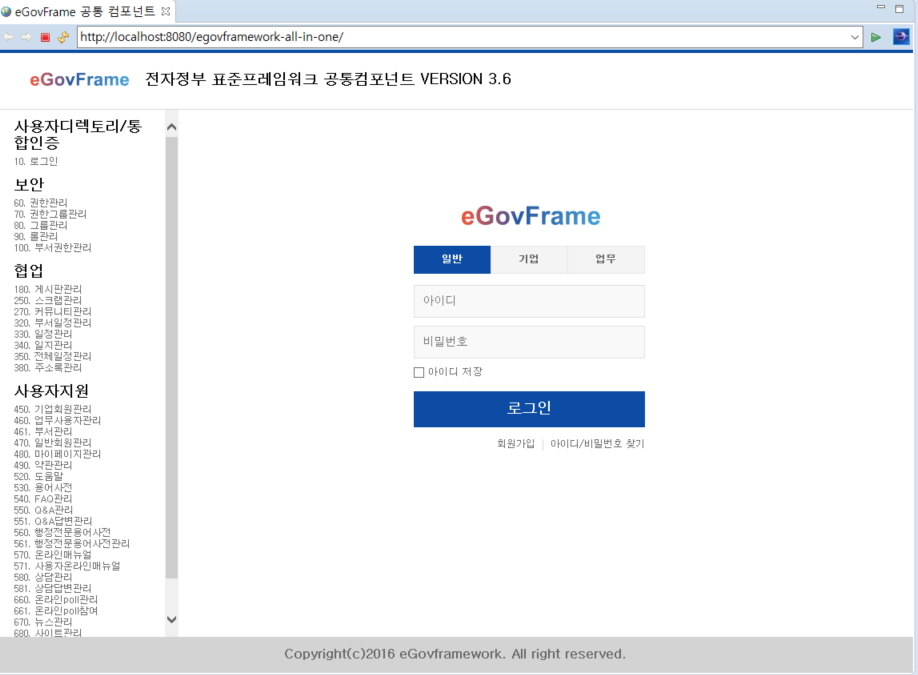 eGovFrame 공통 컴포넌트
http://localhost:8080/egovframework-all-in-one/
eGovFrame 전자정부 표준프레임워크 공통컴포넌트 VERSION 3.6
사용자디렉토리/통
합인증
10. 로그인
보안
60. 권한관리
70. 권한그룹관리
80. 그룹관리
90. 롤관리
100. 부서권한관리
협업
180. 게시판관리
250. 스크랩관리
270. 커뮤니티관리
320. 부서일정관리
330. 일정관리
340. 일지관리
350. 전체일정관리
380. 주소록관리
사용자지원
450. 기업회원관리
460. 업무사용자관리
461. 부서관리
470. 일반회원관리
480. 마이페이지관리
490. 약관관리
520. 도움말
530. 용어사전
540. FAQ관리
550. Q&A관리
551. Q&A답변관리
560. 행정전문용어사전
561. 행정전문용어사전관리
570. 온라인매뉴얼
571. 사용자온라인매뉴얼
580. 상담관리
581. 상담답변관리
660. 온라인poll관리
661. 온라인poll참여
670. 뉴스관리
680. 사이트관리
eGovFrame
일반 기업 업무
아이디
비밀번호
아이디 저장
로그인
회원가입 | 아이디/비밀번호 찾기
Copyright(c)2016 eGovframework. All right reserved.